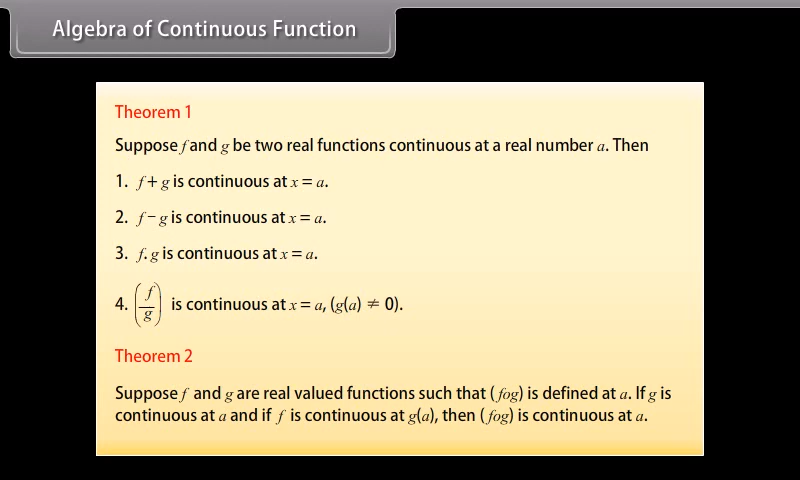 Algebra of Continuous Function
Theorem 1
Suppose f and g be two real functions continuous at a real number a. Then
1. f + g is continuous at x = a.
2. f − g is continuous at x = a.
3. f. g is continuous at x = a.
4. (f/g) is continuous at x = a, (g(a) ≠ 0).
Theorem 2
Suppose f and g are real valued functions such that ( fog) is defined at a. If g is
continuous at a and if f is continuous at g(a), then ( fog) is continuous at a.